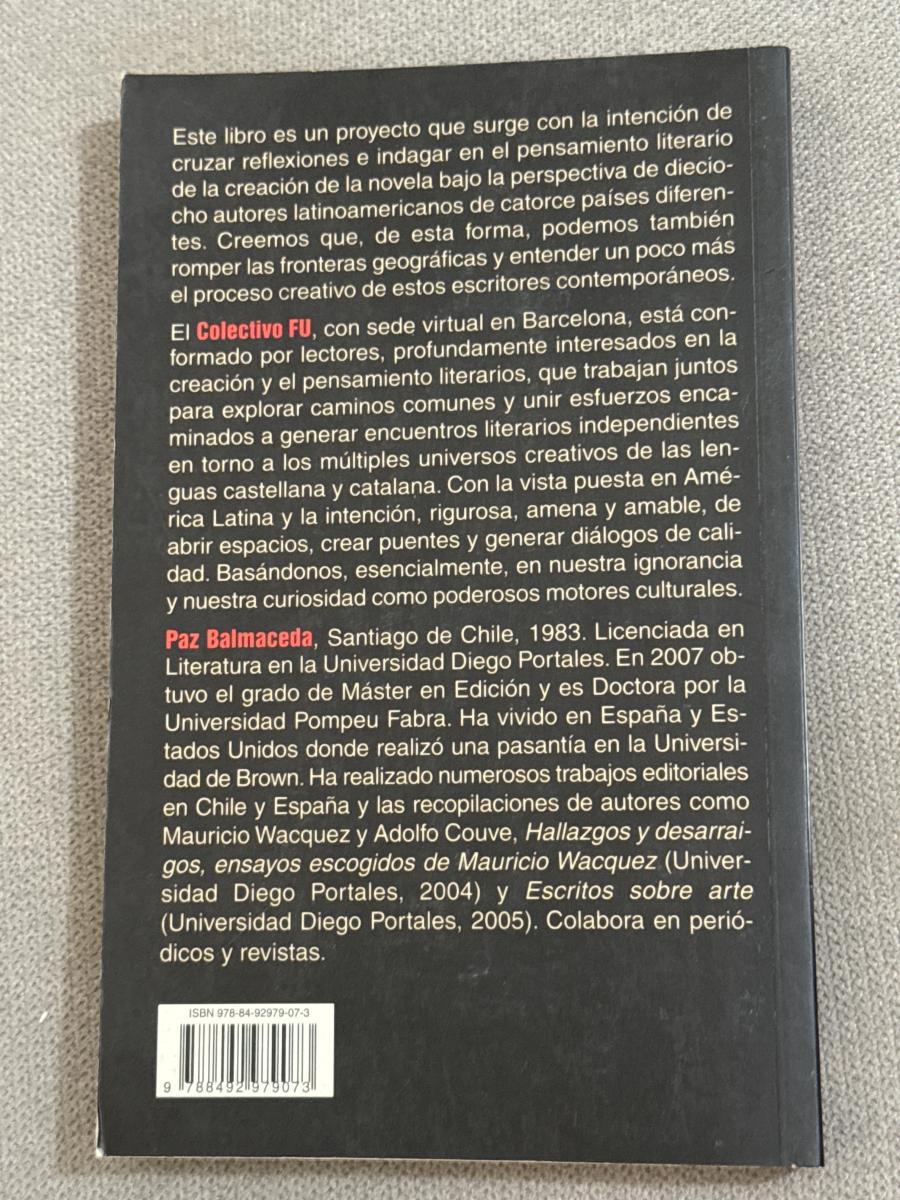 Este libro es un proyecto que surge con la intención de
cruzar reflexiones e indagar en el pensamiento literario
de la creación de la novela bajo la perspectiva de diecio-
cho autores latinoamericanos de catorce países diferen-
tes. Creemos que, de esta forma, podemos también
romper las fronteras geográficas y entender un poco más
el proceso creativo de estos escritores contemporáneos.
El Colectivo FU, con sede virtual en Barcelona, está con-
formado por lectores, profundamente interesados en la
creación y el pensamiento literarios, que trabajan juntos
para explorar caminos comunes y unir esfuerzos enca-
minados a generar encuentros literarios independientes
en torno a los múltiples universos creativos de las len-
guas castellana y catalana. Con la vista puesta en Amé-
rica Latina y la intención, rigurosa, amena y amable, de
abrir espacios, crear puentes y generar diálogos de cali-
dad. Basándonos, esencialmente, en nuestra ignorancia
y nuestra curiosidad como poderosos motores culturales.
Paz Balmaceda, Santiago de Chile, 1983. Licenciada en
Literatura en la Universidad Diego Portales. En 2007 ob-
tuvo el grado de Máster en Edición y es Doctora por la
Universidad Pompeu Fabra. Ha vivido en España y Es-
tados Unidos donde realizó una pasantía en la Universi-
dad de Brown. Ha realizado numerosos trabajos editoriales
en Chile y España y las recopilaciones de autores como
Mauricio Wacquez y Adolfo Couve, Hallazgos y desarrai-
gos, ensayos escogidos de Mauricio Wacquez (Univer-
sidad Diego Portales, 2004) y Escritos sobre arte
(Universidad Diego Portales, 2005). Colabora en perió-
dicos y revistas.
ISBN 978-84-92979-07-3
9 788492 979073